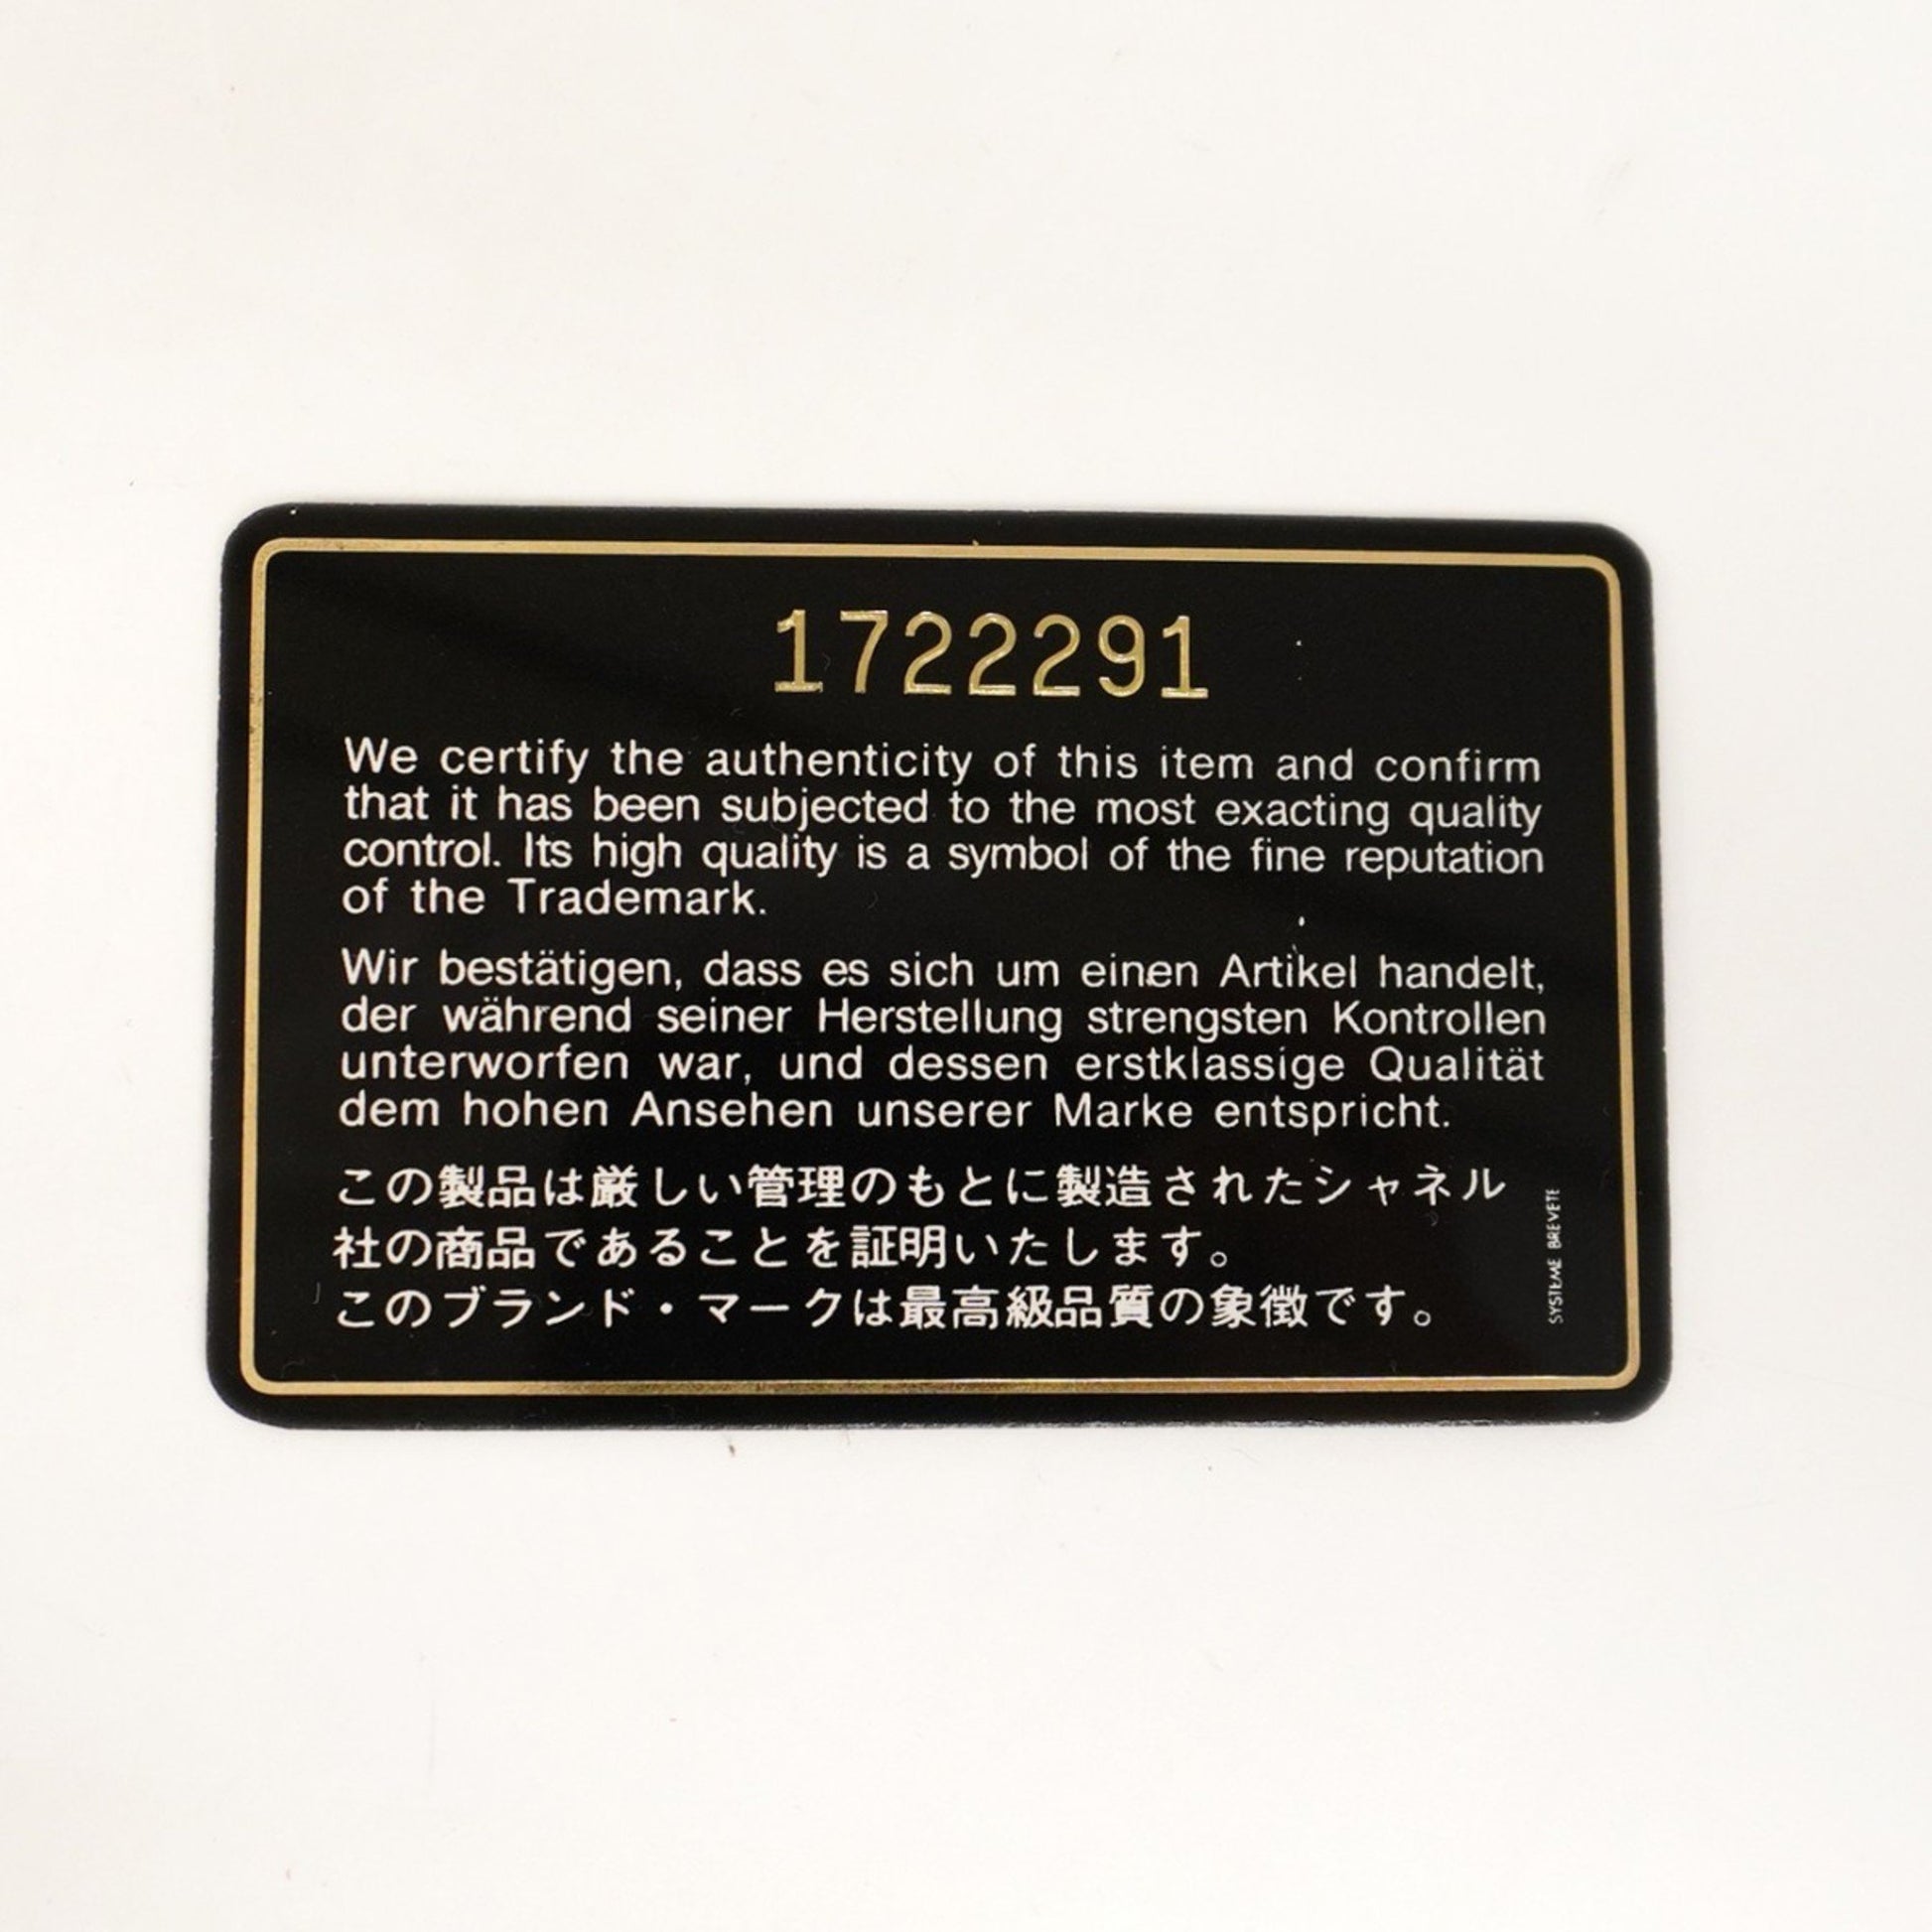 1722291
We certify the authenticity of this item and confirm
that it has been subjected to the most exacting quality
control. Its high quality is a symbol of the fine reputation
of the Trademark.
Wir bestätigen, dass es sich um einen Artikel handelt,
der während seiner Herstellung strengsten Kontrollen
unterworfen war, und dessen erstklassige Qualität
dem hohen Ansehen unserer Marke entspricht.
この製品は厳しい管理のもとに製造されたシャネル
社の商品であることを証明いたします。
このブランド・マークは最高級品質の象徴です。
SYSTEME BREVETE